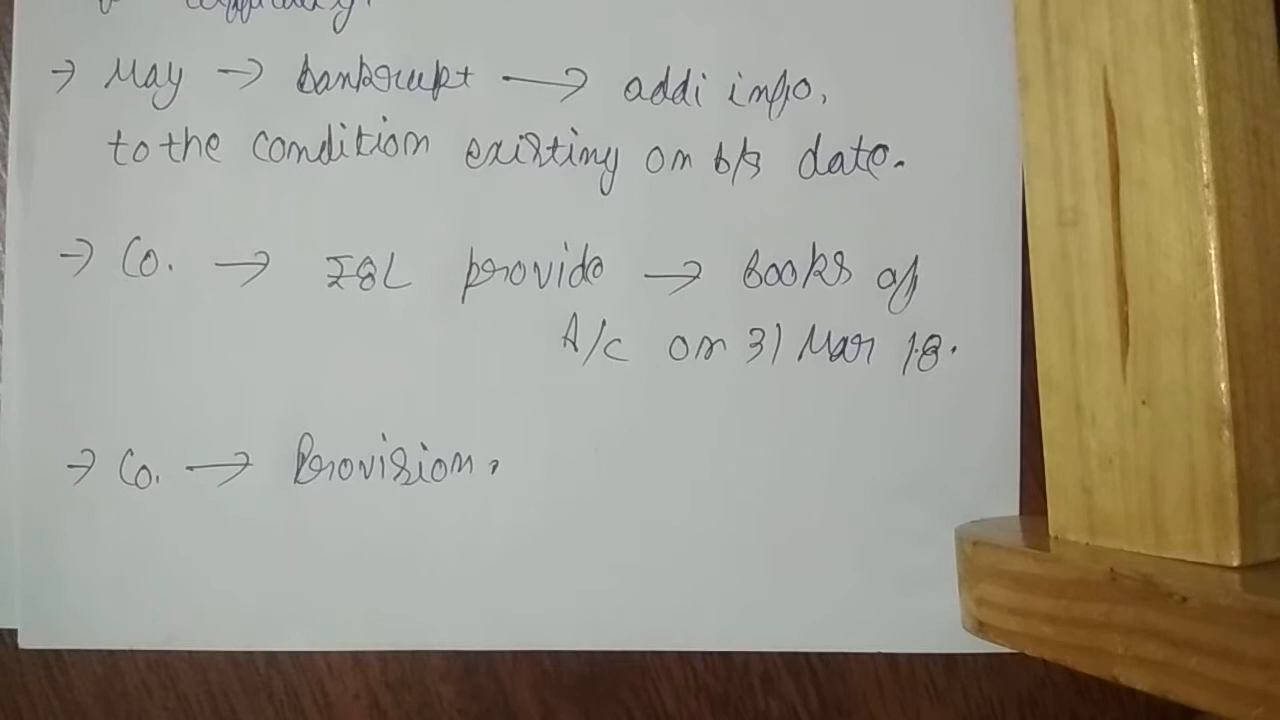 → May → bankrupt → addi info.
to the condition existing on b/s date.
→ Co. → I8L provide → Books of
A/c on 31 Mar 18.
→ Co. → Provision.